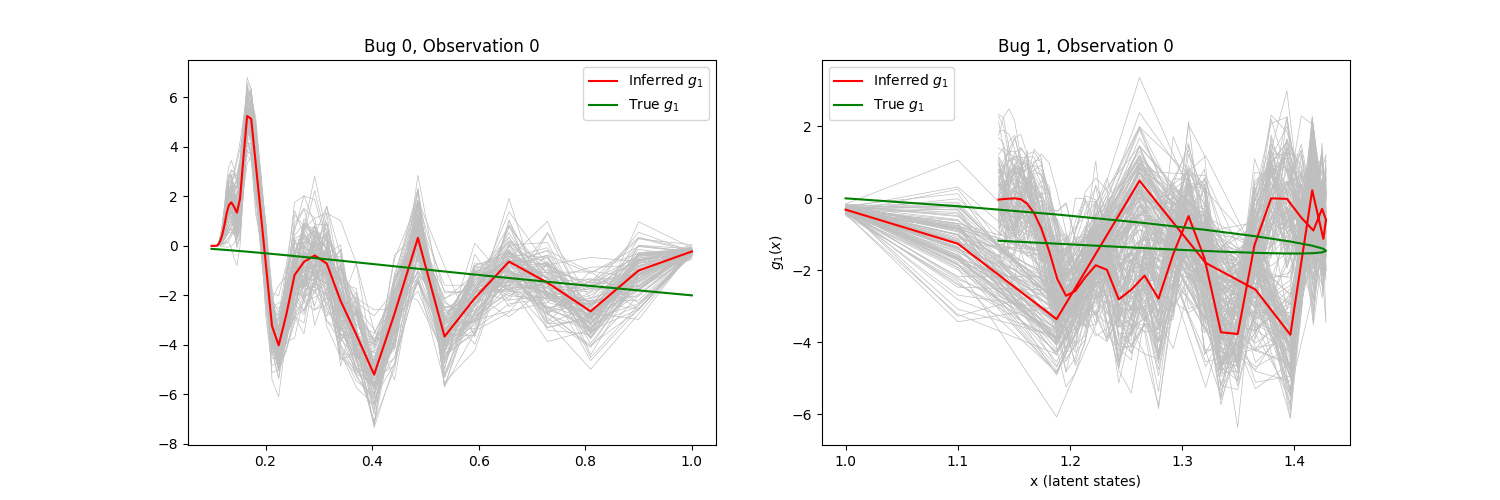 Bug 0, Observation 0
Inferred g₁
True g₁
6
4
2
0
−2
−4
−6
−8
0.2 0.4 0.6 0.8 1.0
Bug 1, Observation 0
Inferred g₁
True g₁
g₁(x)
2
0
−2
−4
−6
1.0 1.1 1.2 1.3 1.4
x (latent states)